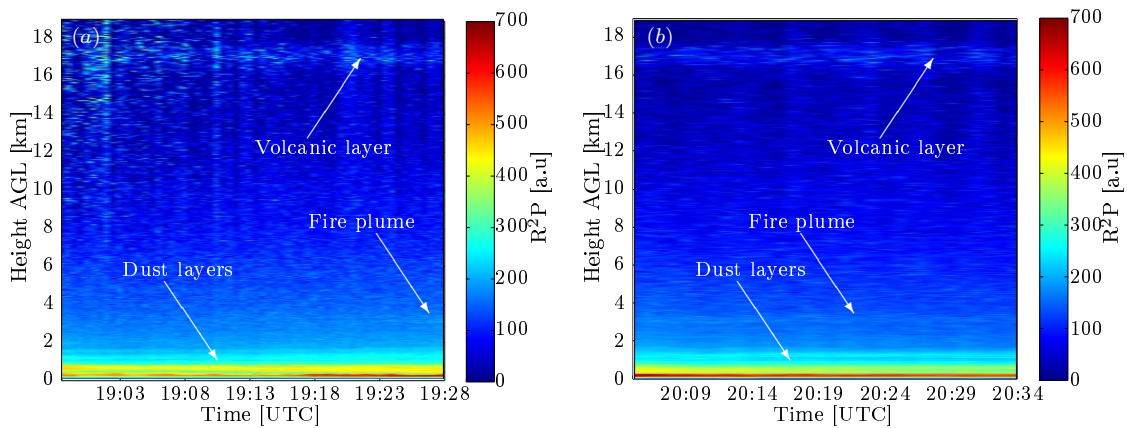 (a)
Height AGL [km]
18
16
14
12
10
8
6
4
2
0
Volcanic layer
Fire plume
Dust layers
19:03 19:08 19:13 19:18 19:23 19:28
Time [UTC]
700
600
500
400
300
200
100
0
R²P [a.u]
(b)
Height AGL [km]
18
16
14
12
10
8
6
4
2
0
Volcanic layer
Fire plume
Dust layers
20:09 20:14 20:19 20:24 20:29 20:34
Time [UTC]
700
600
500
400
300
200
100
0
R²P [a.u]